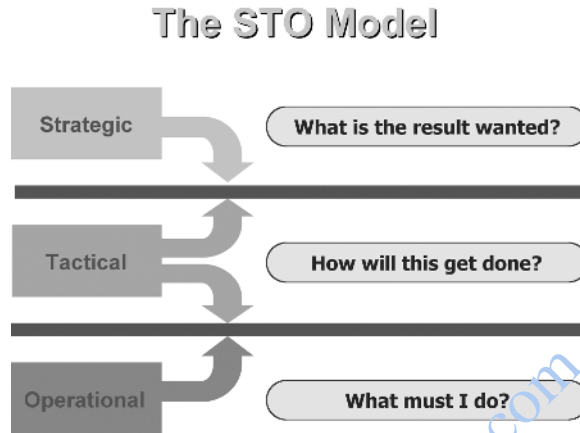 The STO Model
Strategic
What is the result wanted?
Tactical
How will this get done?
Operational
What must I do?
.com